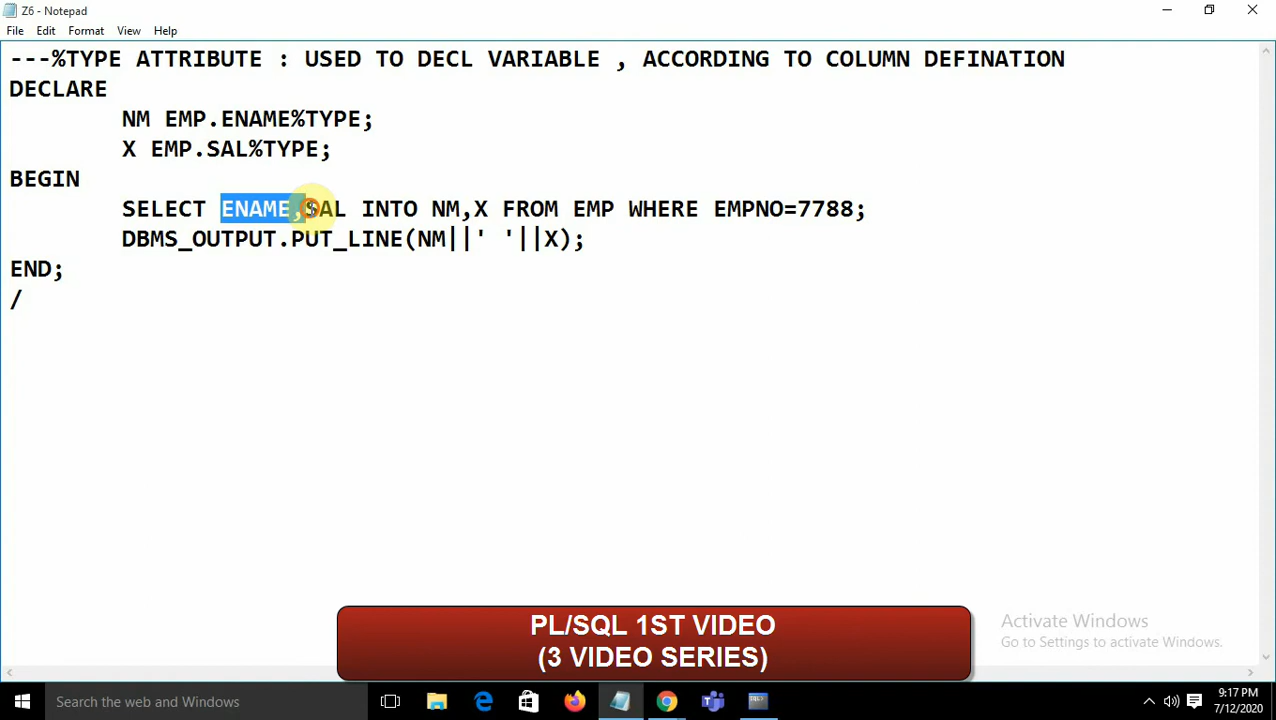 Z6 - Notepad
File Edit Format View Help
---%TYPE ATTRIBUTE : USED TO DECL VARIABLE , ACCORDING TO COLUMN DEFINATION
DECLARE
NM EMP.ENAME%TYPE;
X EMP.SAL%TYPE;
BEGIN
SELECT ENAME,SAL INTO NM,X FROM EMP WHERE EMPNO=7788;
DBMS_OUTPUT.PUT_LINE(NM||' '||X);
END;
/
PL/SQL 1ST VIDEO
(3 VIDEO SERIES)
Activate Windows
Go to Settings to activate Windows.
Search the web and Windows
9:17 PM
7/12/2020